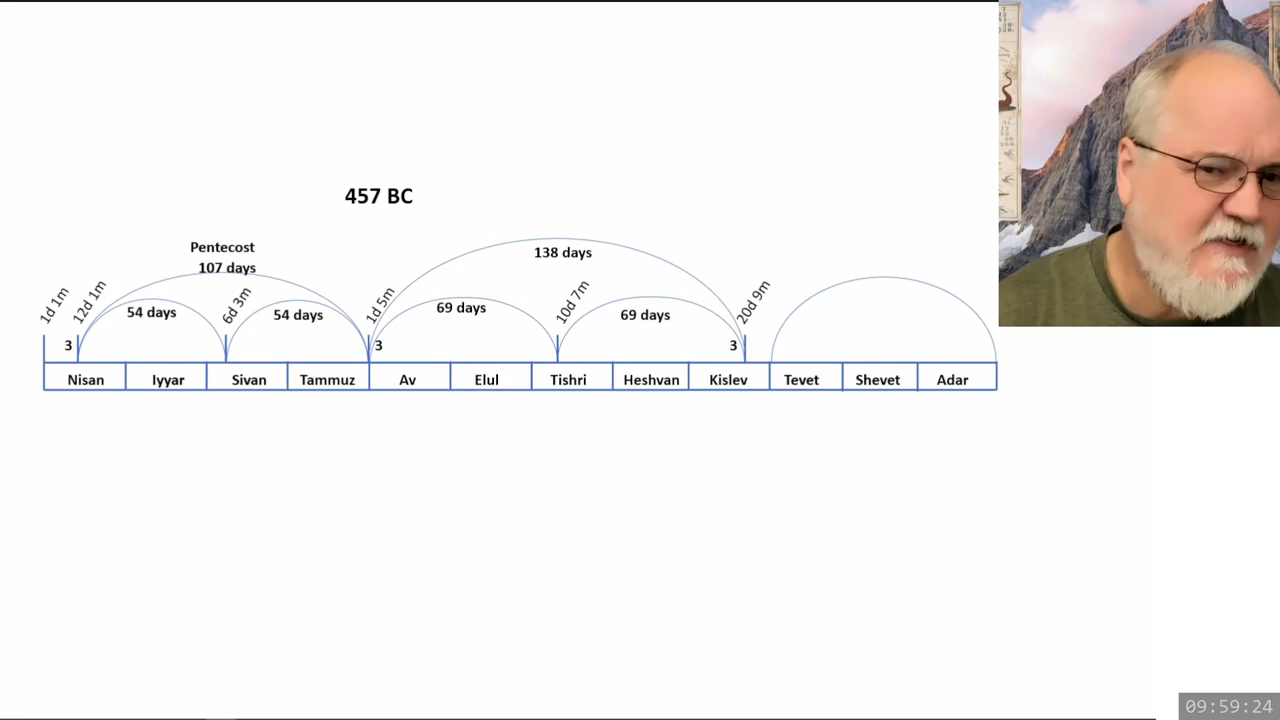 457 BC
Pentecost
107 days
138 days
54 days
54 days
69 days
69 days
1d 1m
12d 1m
6d 3m
1d 5m
10d 7m
20d 9m
3
3
3
Nisan Iyyar Sivan Tammuz Av Elul Tishri Heshvan Kislev Tevet Shevet Adar
09:59:24